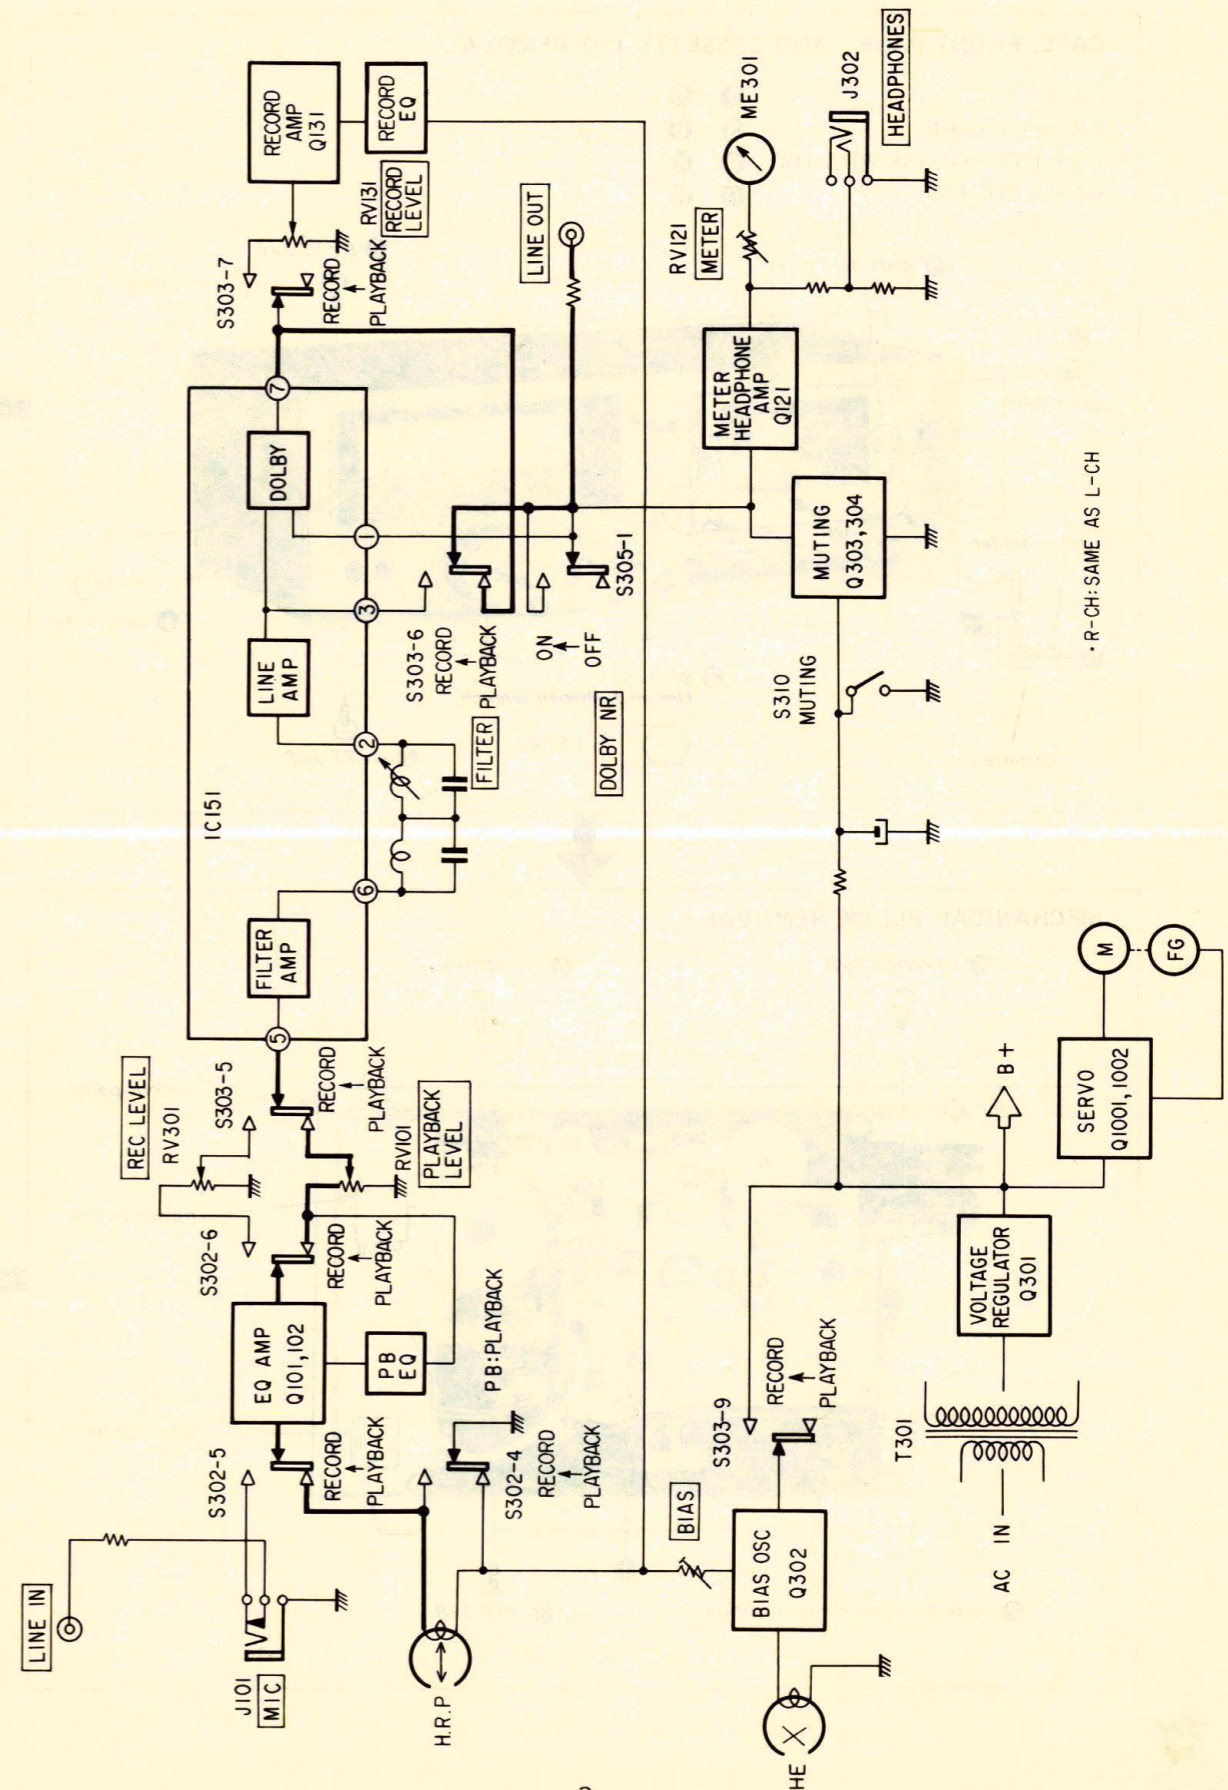 LINE IN
J101
MIC
S302-5
RECORD
PLAYBACK
EQ AMP
Q101,102
PB
EQ
PB:PLAYBACK
S302-6
RECORD
PLAYBACK
REC LEVEL
RV301
S303-5
RECORD
PLAYBACK
RV101
PLAYBACK
LEVEL
IC151
5
FILTER
AMP
6
2
FILTER
LINE
AMP
3
1
DOLBY
7
S303-7
RECORD
PLAYBACK
RV131
RECORD
LEVEL
RECORD
AMP
Q131
RECORD
EQ
H.R.P
S302-4
RECORD
PLAYBACK
S303-6
RECORD
PLAYBACK
DOLBY NR
ON
OFF
S305-1
LINE OUT
BIAS
BIAS OSC
Q302
HE
S303-9
RECORD
PLAYBACK
S310
MUTING
MUTING
Q303,304
METER
HEADPHONE
AMP
Q121
RV121
METER
ME301
J302
HEADPHONES
AC IN
T301
VOLTAGE
REGULATOR
Q301
B+
SERVO
Q1001,1002
M
FG
• R-CH: SAME AS L-CH